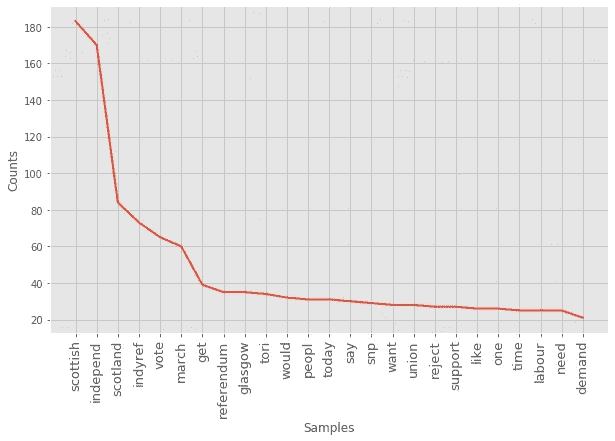 180
160
140
120
100
80
60
40
20
Counts
scottish
independ
scotland
indyref
vote
march
get
referendum
glasgow
tori
would
peopl
today
say
snp
want
union
reject
support
like
one
time
labour
need
demand
Samples